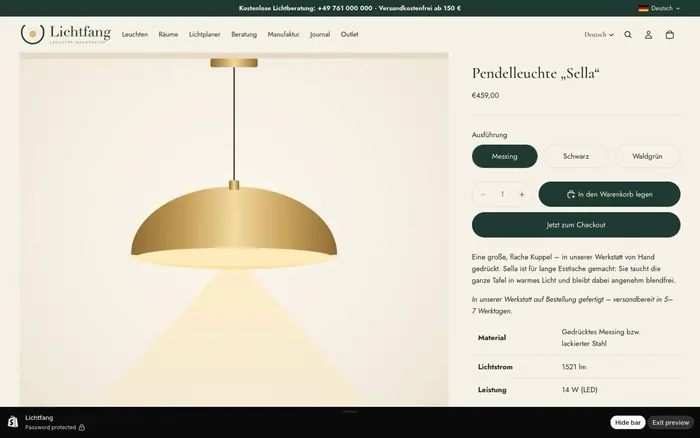 Kostenlose Lichtberatung: +49 761 000 000 · Versandkostenfrei ab 150 €
Deutsch
Lichtfang
LEUCHTEN-MANUFAKTUR
Leuchten
Räume
Lichtplaner
Beratung
Manufaktur
Journal
Outlet
Deutsch
Pendelleuchte „Sella“
€459,00
Ausführung
Messing
Schwarz
Waldgrün
− 1 +
In den Warenkorb legen
Jetzt zum Checkout
Eine große, flache Kuppel – in unserer Werkstatt von Hand
gedrückt. Sella ist für lange Esstische gemacht: Sie taucht die
ganze Tafel in warmes Licht und bleibt dabei angenehm blendfrei.
In unserer Werkstatt auf Bestellung gefertigt – versandbereit in 5–
7 Werktagen.
Material
Gedrücktes Messing bzw.
lackierter Stahl
Lichtstrom
1521 lm
Leistung
14 W (LED)
Lichtfang
Password protected
Hide bar
Exit preview